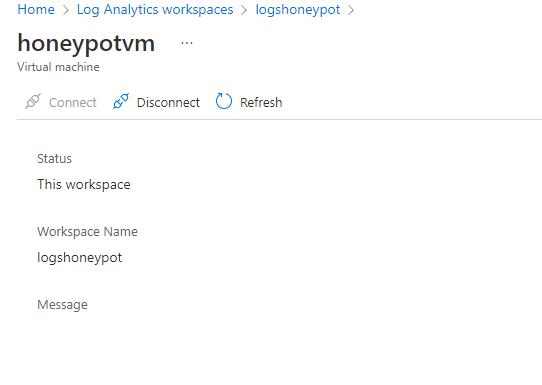 Home > Log Analytics workspaces > logshoneypot >
honeypotvm ...
Virtual machine
Connect Disconnect Refresh
Status
This workspace
Workspace Name
logshoneypot
Message